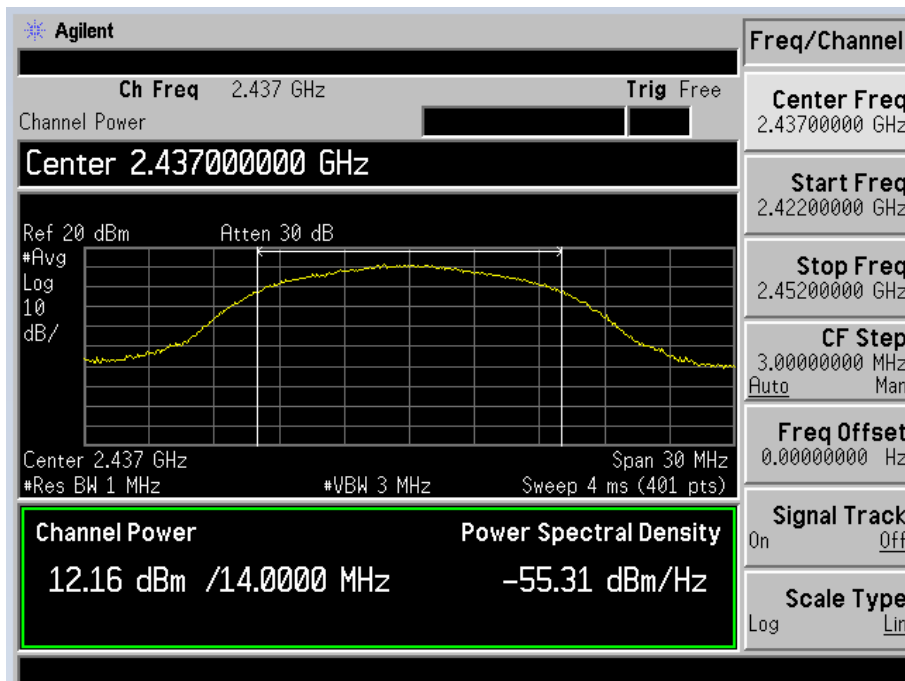 Agilent
Freq/Channel
Ch Freq 2.437 GHz Trig Free
Channel Power
Center 2.437000000 GHz
Ref 20 dBm Atten 30 dB
#Avg
Log
10
dB/
Center 2.437 GHz Span 30 MHz
#Res BW 1 MHz #VBW 3 MHz Sweep 4 ms (401 pts)
Channel Power Power Spectral Density
12.16 dBm /14.0000 MHz -55.31 dBm/Hz
Center Freq
2.43700000 GHz
Start Freq
2.42200000 GHz
Stop Freq
2.45200000 GHz
CF Step
3.00000000 MHz
Auto Man
Freq Offset
0.00000000 Hz
Signal Track
On Off
Scale Type
Log Lin